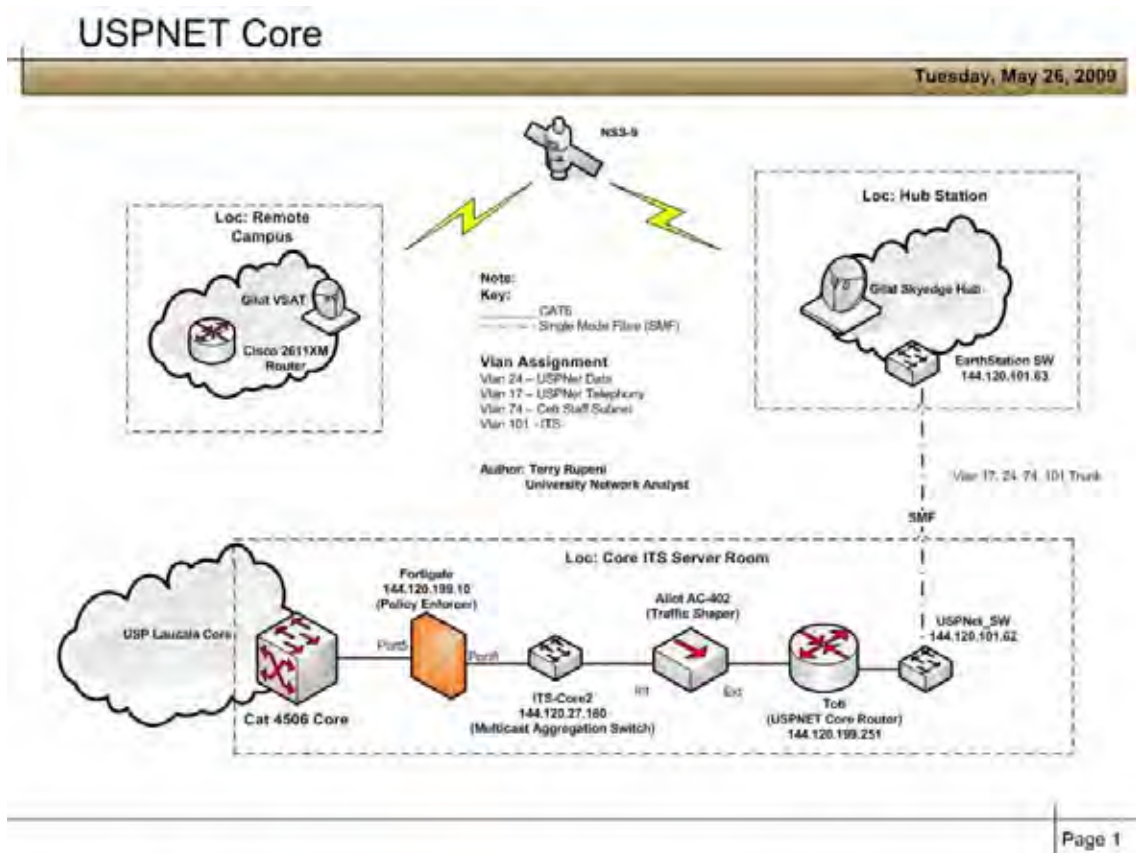 USPNET Core
Tuesday, May 26, 2009
NSS-9
Loc: Remote
Campus
Gilat VSAT
Cisco 2611XM
Router
Note:
Key:
CAT6
Single Mode Fibre (SMF)
Vlan Assignment
Vlan 24 – USPNet Data
Vlan 17 – USPNet Telephony
Vlan 74 – Staff Subnet
Vlan 101 - ITS
Author: Terry Rupeni
University Network Analyst
Loc: Hub Station
Gilat Skyedge Hub
EarthStation SW
144.120.101.63
Vlan 17, 24, 74, 101 Trunk
SMF
Loc: Core ITS Server Room
USP Laucala Core
Cat 4506 Core
Fortigate
144.120.199.10
(Policy Enforcer)
Port5
ITS-Core2
144.120.27.160
(Multicast Aggregation Switch)
Allot AC-402
(Traffic Shaper)
Int
Ext
(USPNET Core Router)
144.120.199.251
USPNet_SW
144.120.101.62
Page 1